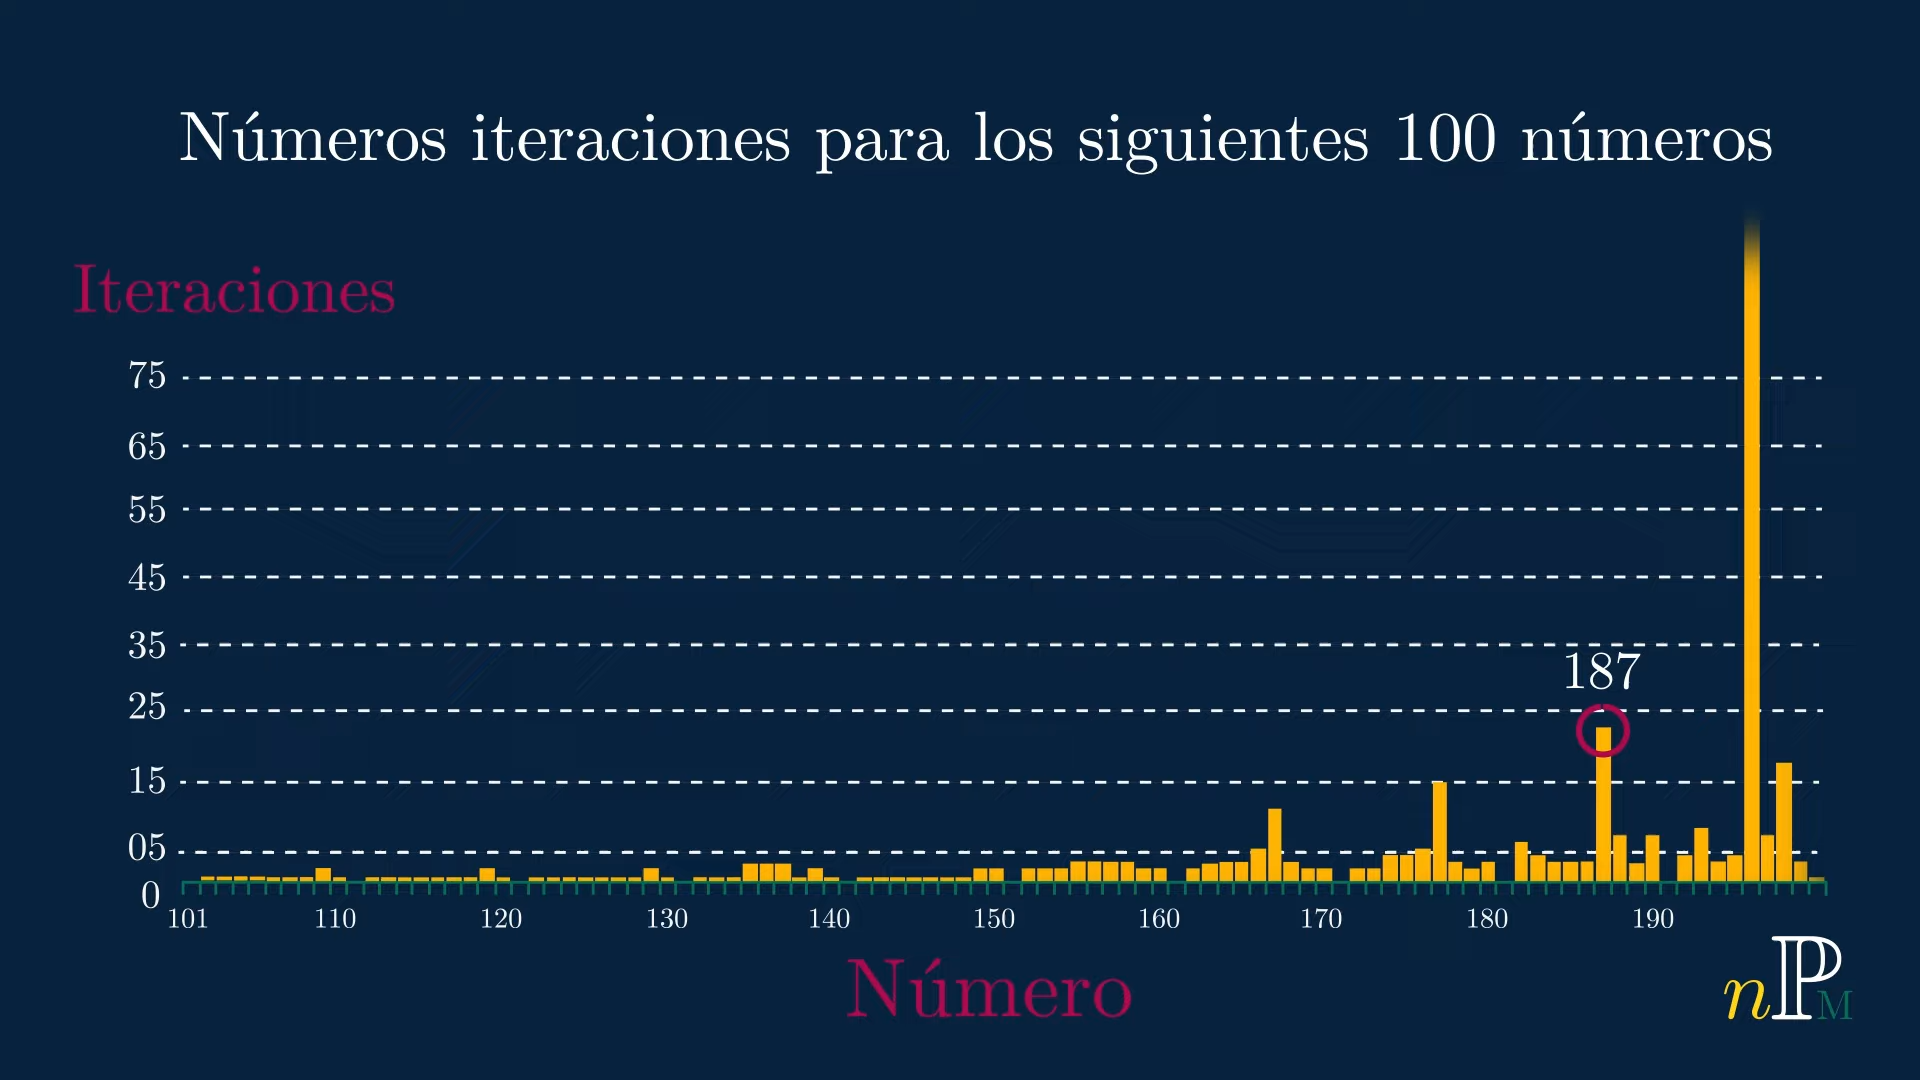 Números iteraciones para los siguientes 100 números
Iteraciones
75
65
55
45
35
187
25
15
05
0
101 110 120 130 140 150 160 170 180 190
Número
nPM